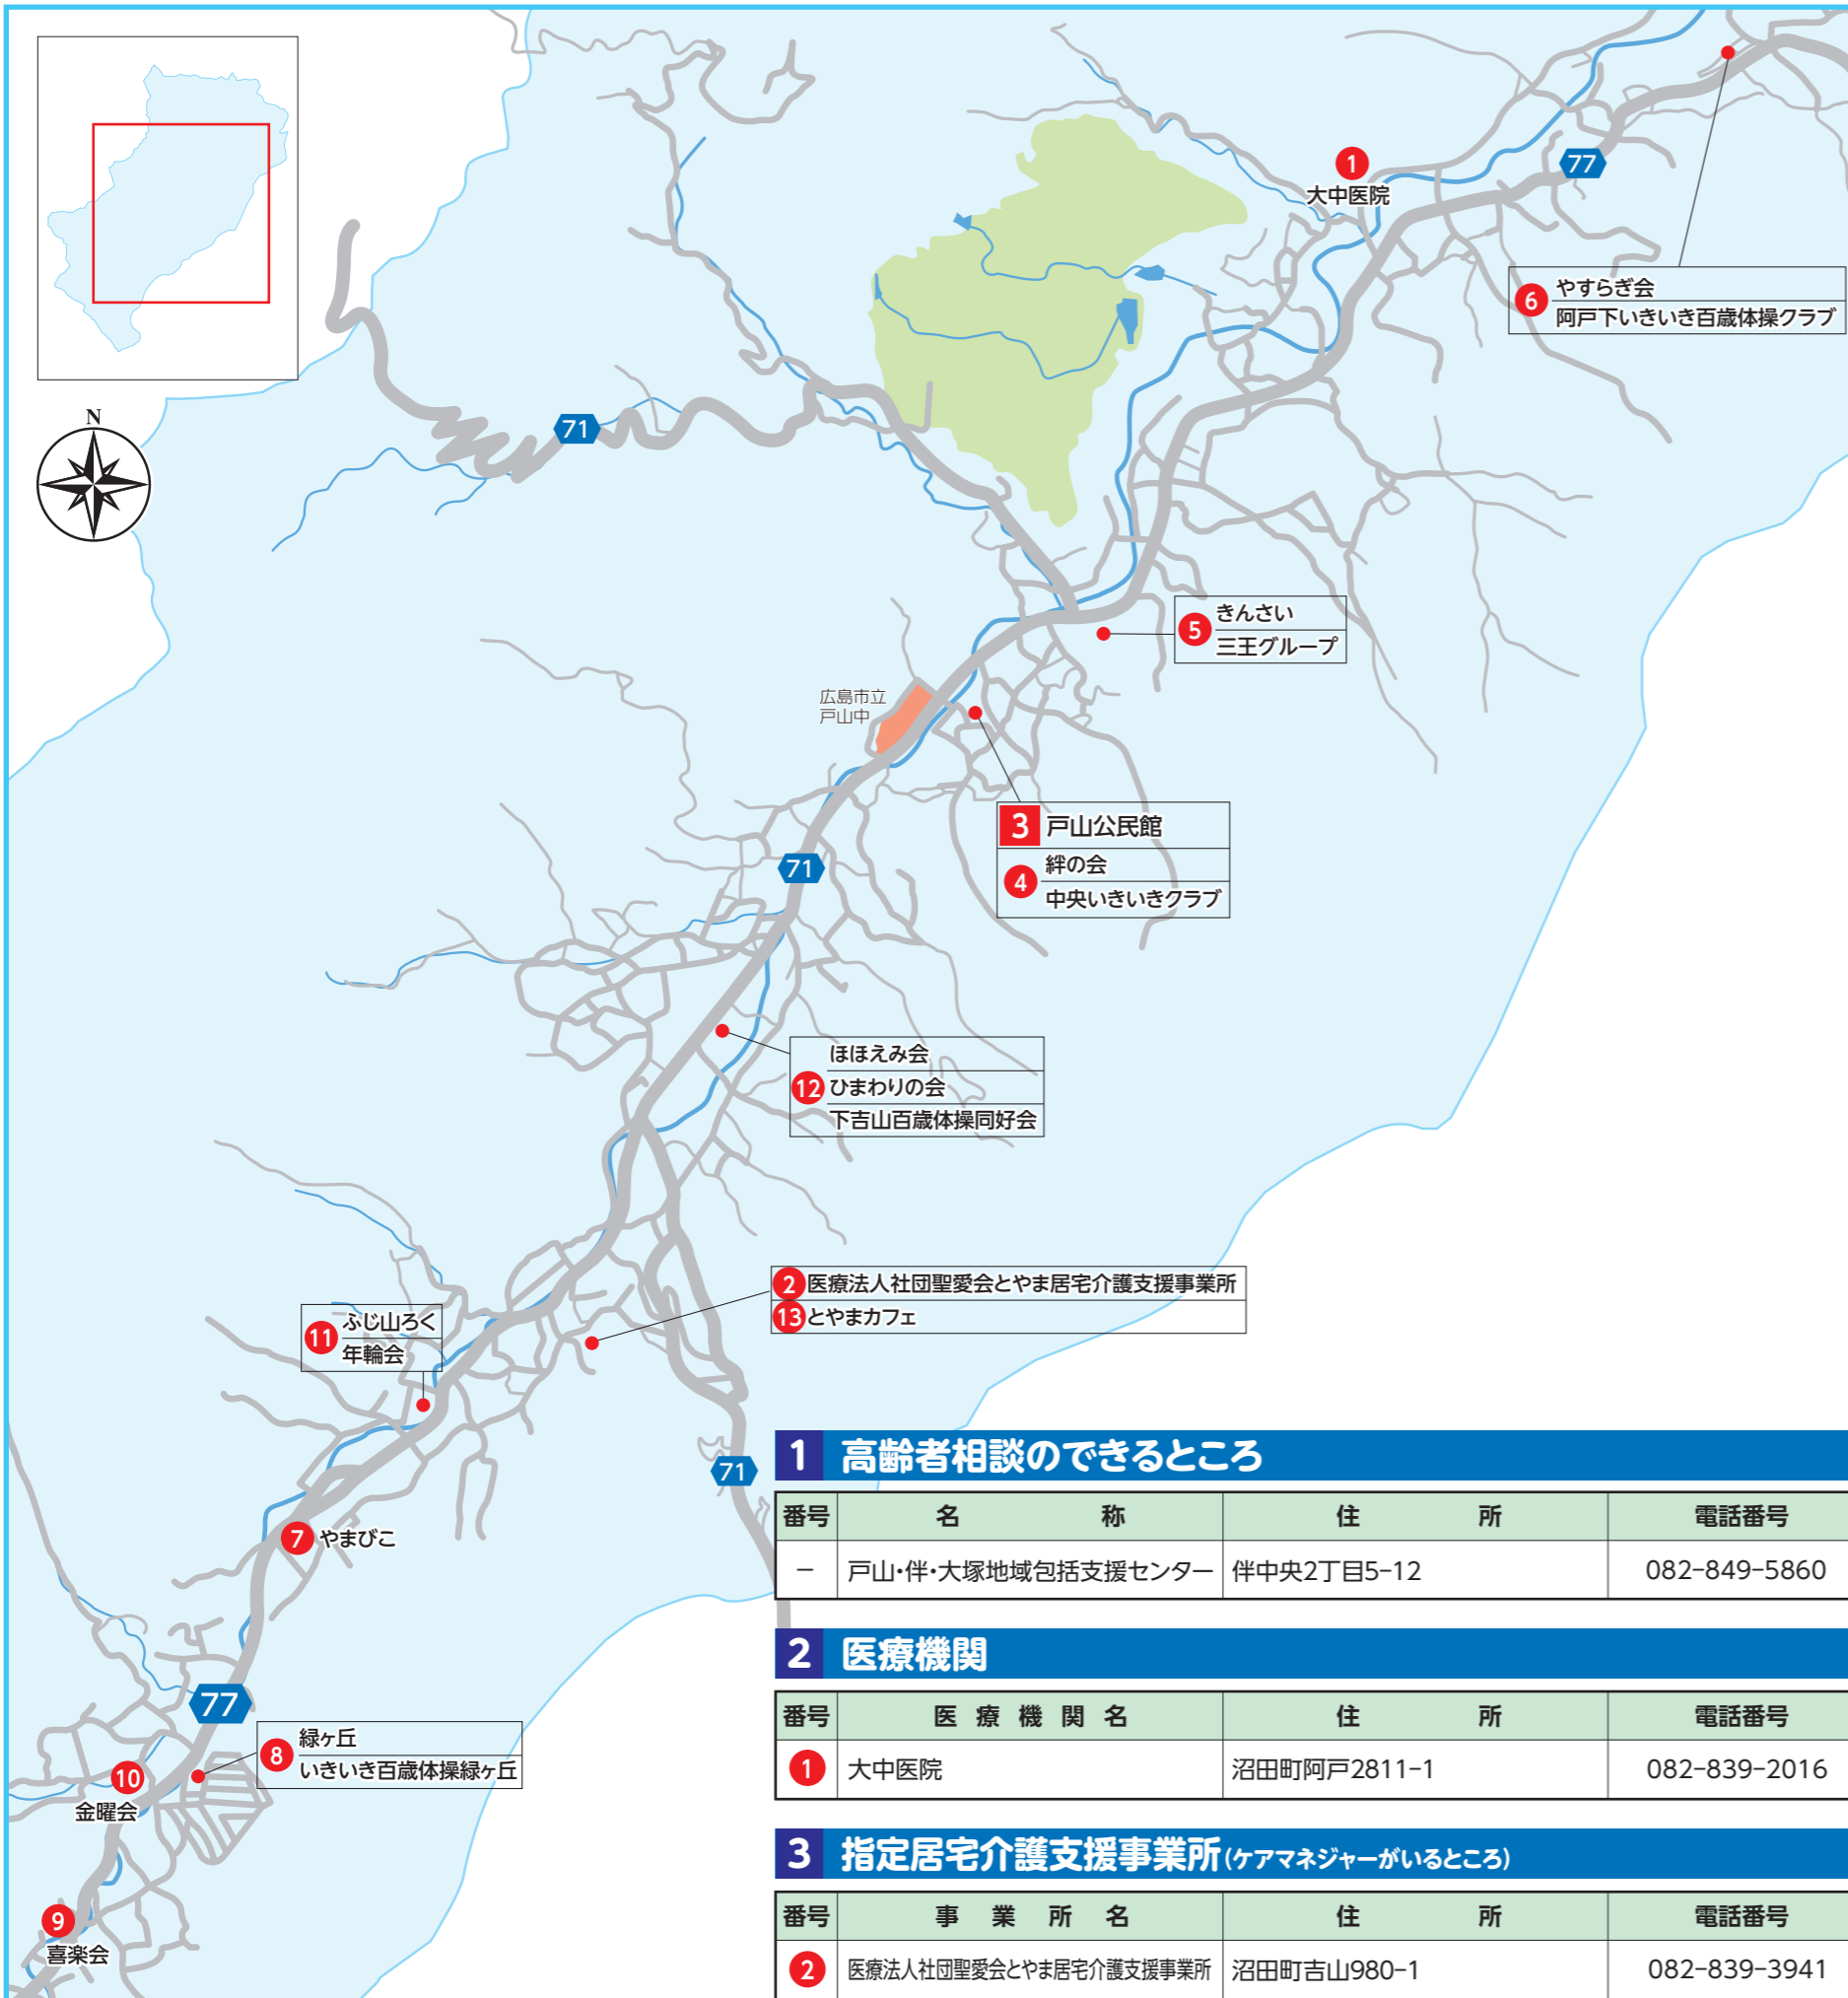 N
1
大中医院
77
6 やすらぎ会
阿戸下いきいき百歳体操クラブ
71
5 きんさい
三王グループ
広島市立
戸山中
3 戸山公民館
4 絆の会
中央いきいきクラブ
71
ほほえみ会
12 ひまわりの会
下吉山百歳体操同好会
2 医療法人社団聖愛会とやま居宅介護支援事業所
13 とやまカフェ
11 ふじ山ろく
年輪会
71
7 やまびこ
77
8 緑ヶ丘
いきいき百歳体操緑ヶ丘
10
金曜会
9
喜楽会
1 高齢者相談のできるところ
番号 名称 住所 電話番号
− 戸山・伴・大塚地域包括支援センター 伴中央2丁目5−12 082−849−5860
2 医療機関
番号 医療機関名 住所 電話番号
1 大中医院 沼田町阿戸2811−1 082−839−2016
3 指定居宅介護支援事業所(ケアマネジャーがいるところ)
番号 事業所名 住所 電話番号
2 医療法人社団聖愛会とやま居宅介護支援事業所 沼田町吉山980−1 082−839−3941